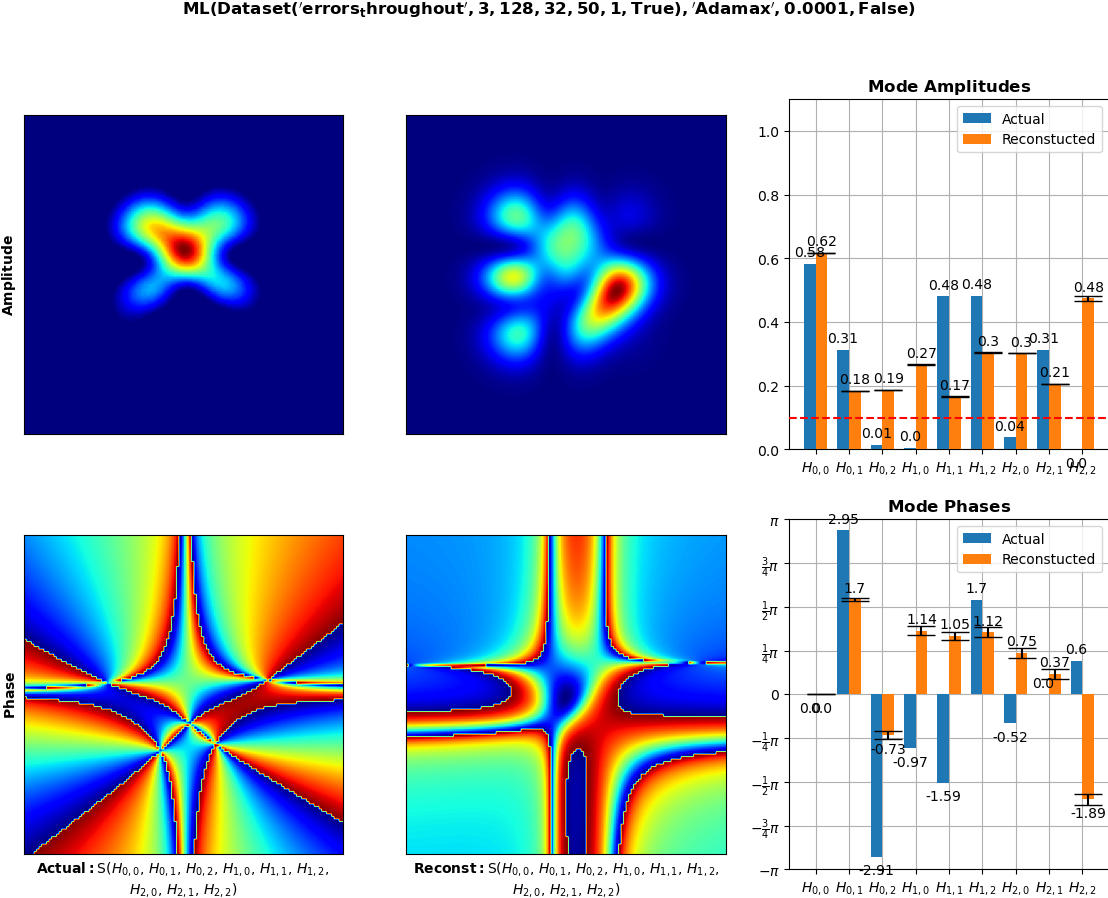 ML(Dataset('errors_throughout', 3, 128, 32, 50, 1, True), 'Adamax', 0.0001, False)
Mode Amplitudes
Actual
Reconstucted
1.0
0.8
0.6
0.4
0.2
0.0
0.58
0.62
0.31
0.18
0.01
0.19
0.0
0.27
0.48
0.17
0.48
0.3
0.04
0.3
0.31
0.21
0.0
0.48
H0,0 H0,1 H0,2 H1,0 H1,1 H1,2 H2,0 H2,1 H2,2
Amplitude
Mode Phases
Actual
Reconstucted
π
3/4π
1/2π
1/4π
0
−1/4π
−1/2π
−3/4π
−π
0.0
0.0
2.95
1.7
-2.91
-0.73
-0.97
1.14
-1.59
1.05
1.7
1.12
-0.52
0.75
0.0
0.37
0.6
-1.89
H0,0 H0,1 H0,2 H1,0 H1,1 H1,2 H2,0 H2,1 H2,2
Phase
Actual: S(H0,0, H0,1, H0,2, H1,0, H1,1, H1,2,
H2,0, H2,1, H2,2)
Reconst: S(H0,0, H0,1, H0,2, H1,0, H1,1, H1,2,
H2,0, H2,1, H2,2)